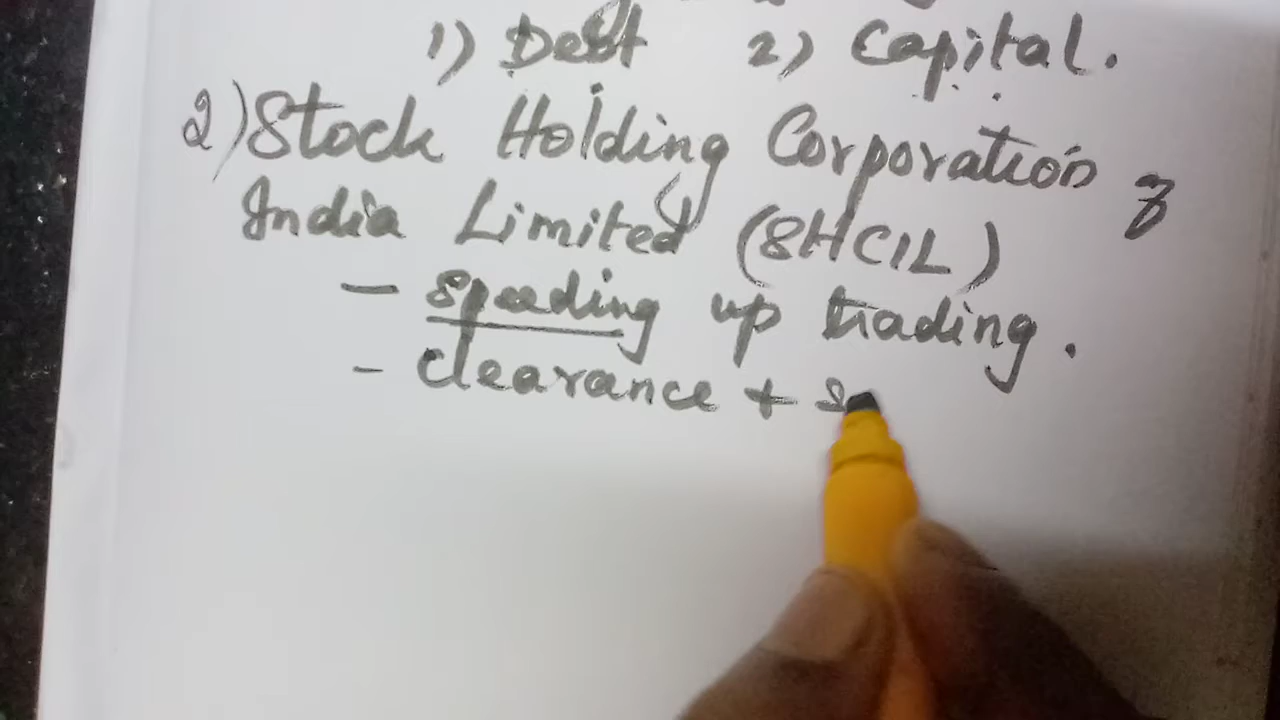 1) Debt 2) Capital.
2) Stock Holding Corporation of
India Limited (SHCIL)
- Speeding up trading.
- Clearance + s